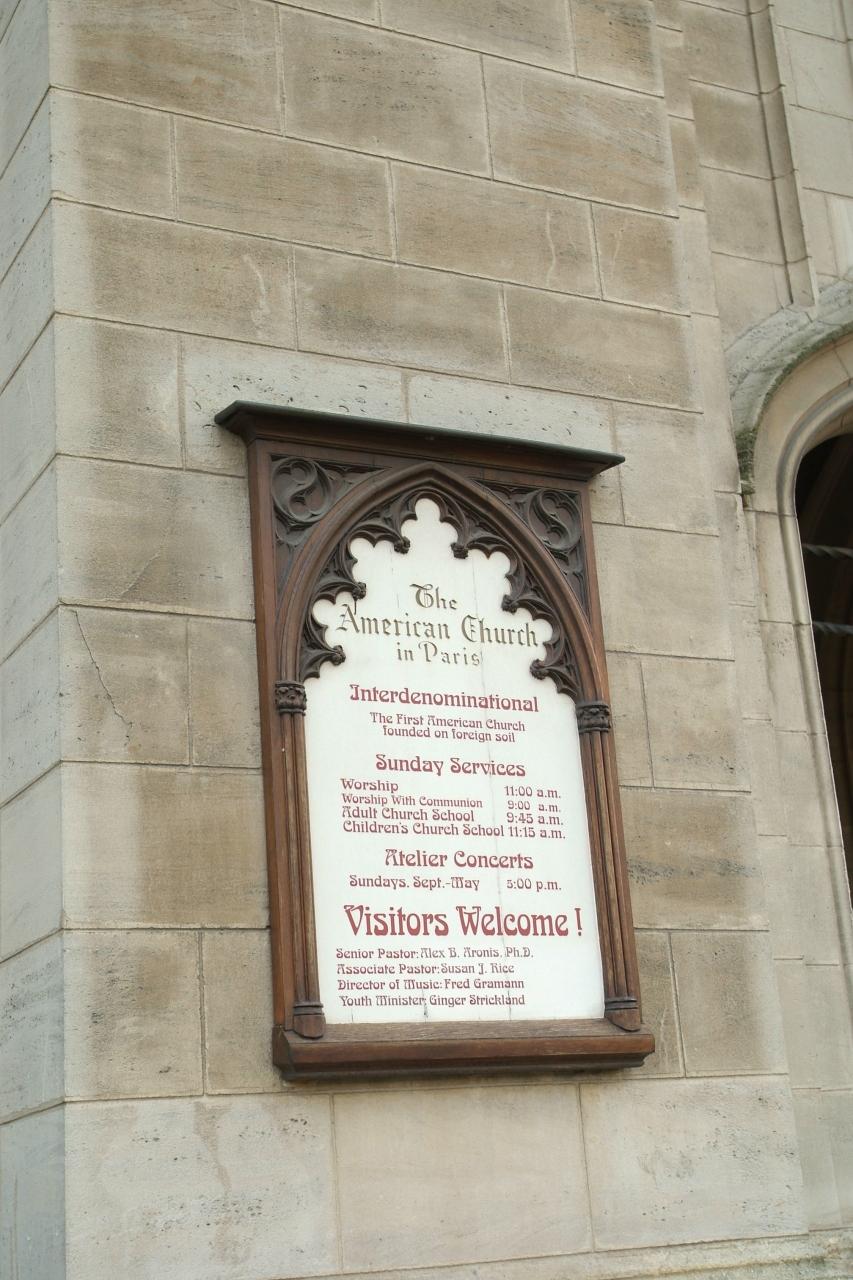 The
American Church
in Paris
Interdenominational
The First American Church
founded on foreign soil
Sunday Services
Worship 11:00 a.m.
Worship With Communion 9:00 a.m.
Adult Church School 9:45 a.m.
Children's Church School 11:15 a.m.
Atelier Concerts
Sundays. Sept.-May 5:00 p.m.
Visitors Welcome!
Senior Pastor: Alex B. Aronis, Ph.D.
Associate Pastor: Susan J. Rice
Director of Music: Fred Gramann
Youth Minister: Ginger Strickland